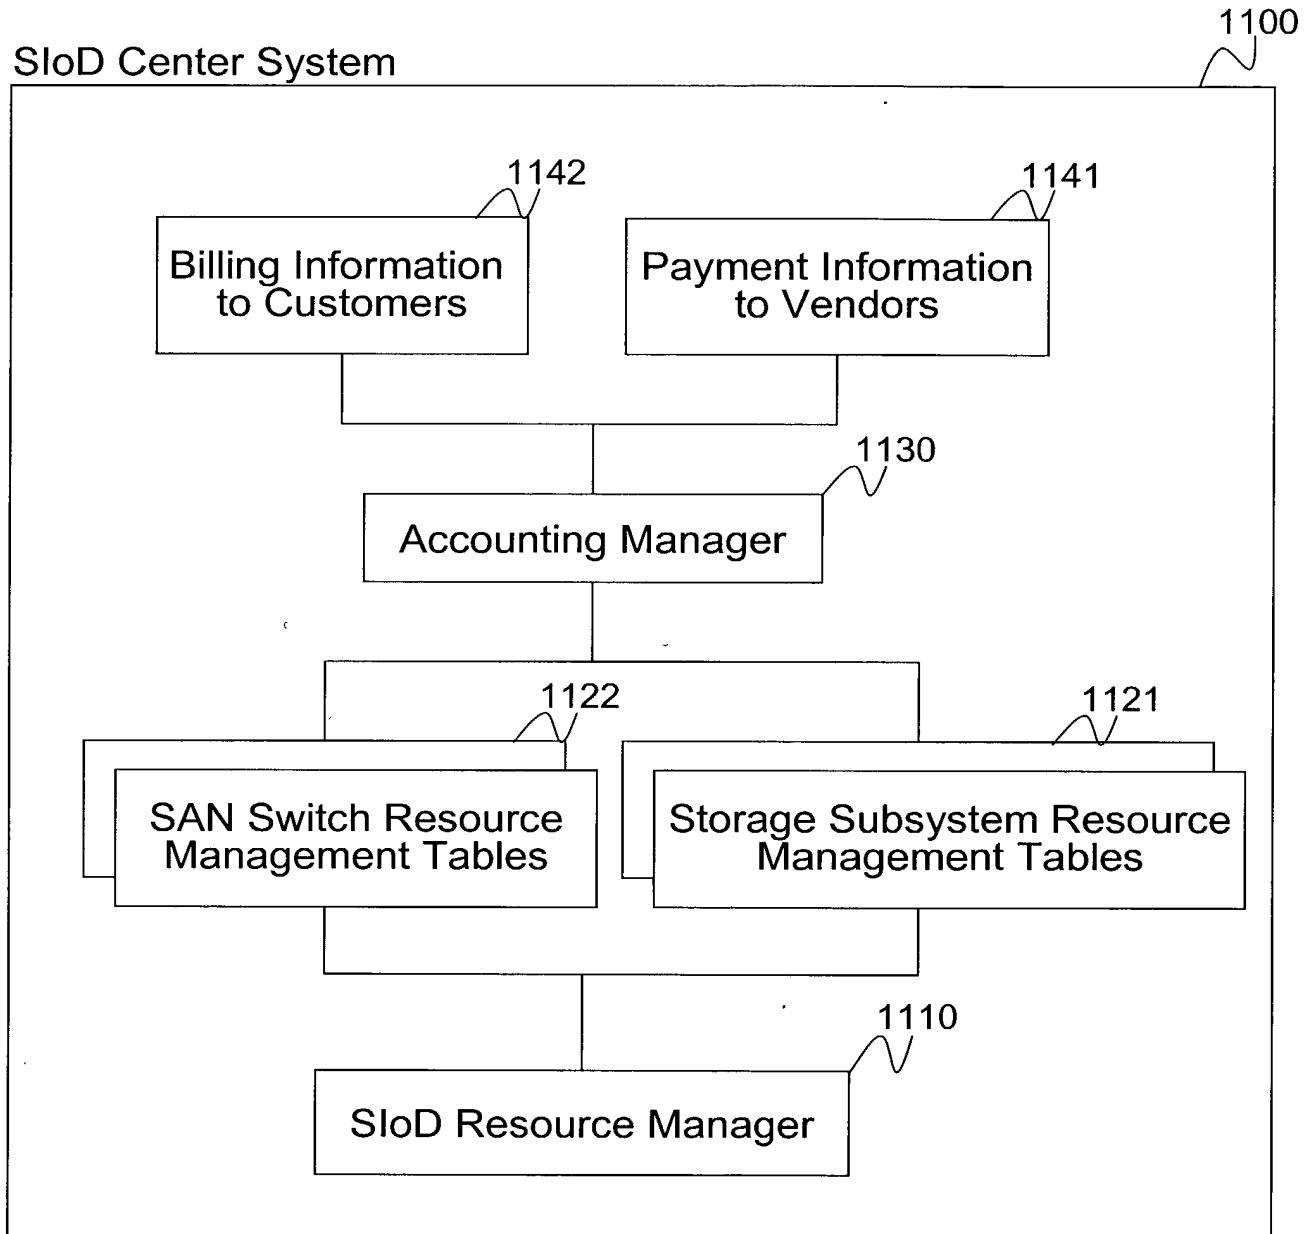 1100
SIoD Center System
1142
1141
Billing Information
to Customers
Payment Information
to Vendors
1130
Accounting Manager
1122
1121
SAN Switch Resource
Management Tables
Storage Subsystem Resource
Management Tables
1110
SIoD Resource Manager